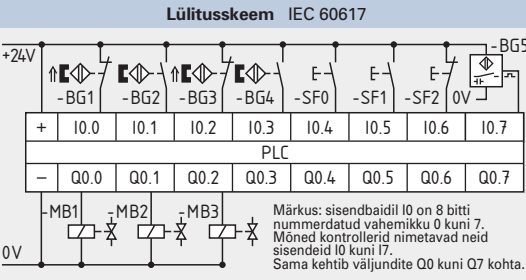 Lülitusskeem IEC 60617
+24V
-BG5
-BG1 -BG2 -BG3 -BG4 -SF0 -SF1 -SF2 0V
+ I0.0 I0.1 I0.2 I0.3 I0.4 I0.5 I0.6 I0.7
PLC
– Q0.0 Q0.1 Q0.2 Q0.3 Q0.4 Q0.5 Q0.6 Q0.7
-MB1 -MB2 -MB3
0V
Märkus: sisendbaidil I0 on 8 bitti
nummerdatud vahemikku 0 kuni 7.
Mõned kontrollerid nimetavad neid
sisendeid I0 kuni I7.
Sama kehtib väljundite Q0 kuni Q7 kohta.